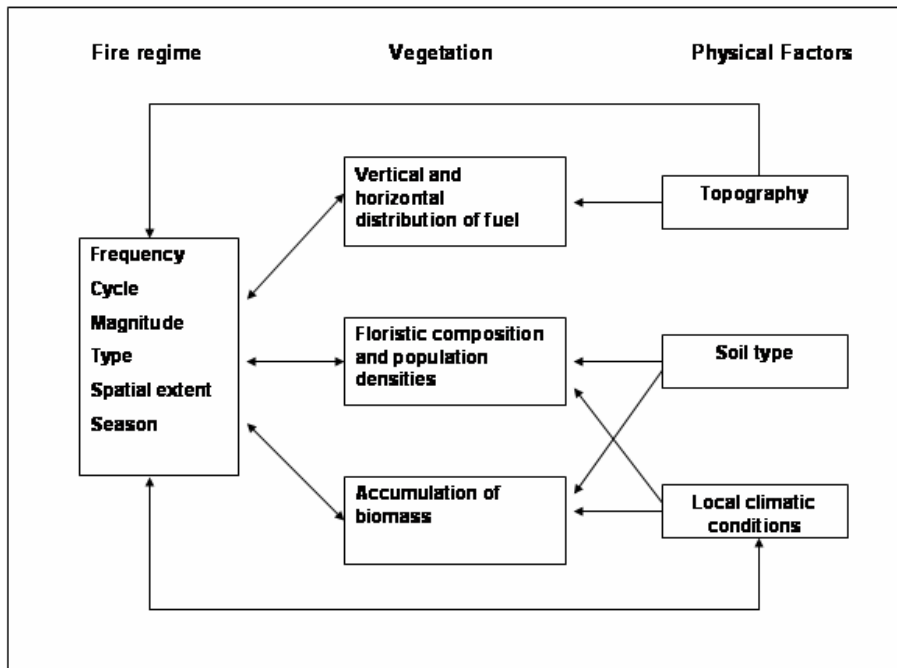 Fire regime
Vegetation
Physical Factors
Vertical and
horizontal
distribution of fuel
Topography
Frequency
Cycle
Magnitude
Type
Spatial extent
Season
Floristic composition
and population
densities
Soil type
Accumulation of
biomass
Local climatic
conditions